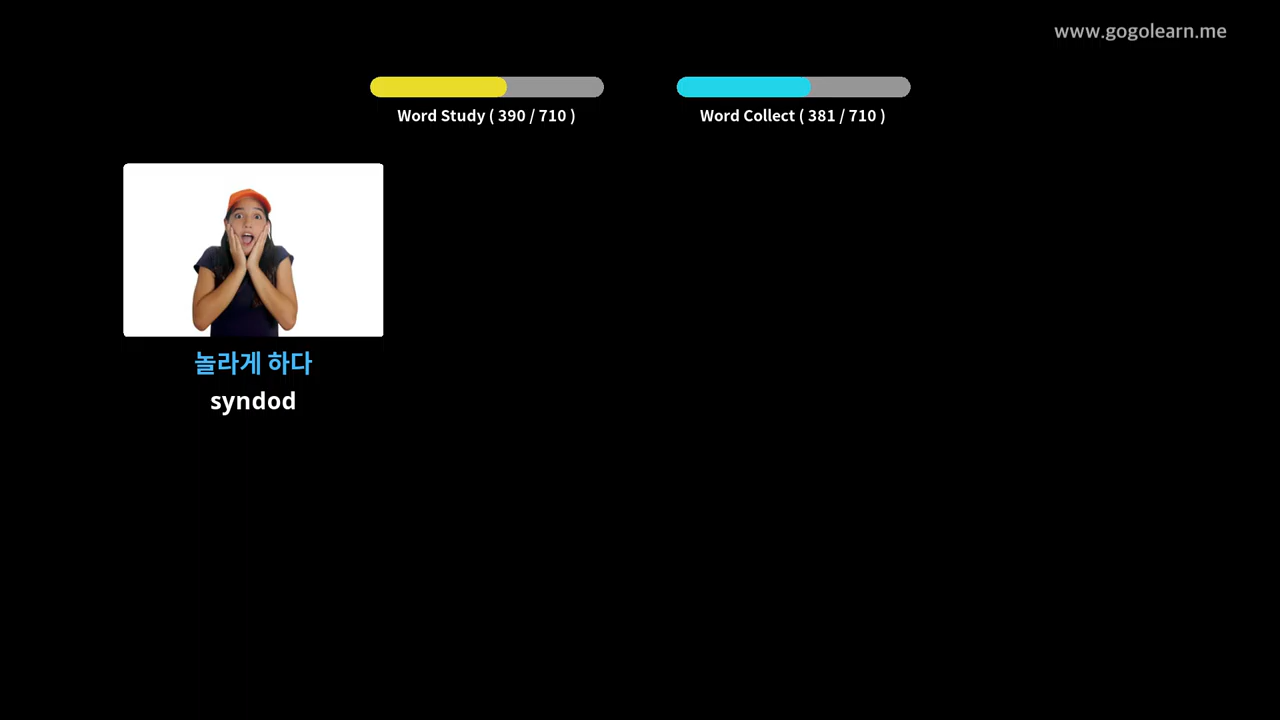 www.gogolearn.me
Word Study ( 390 / 710 )
Word Collect ( 381 / 710 )
놀라게 하다
syndod